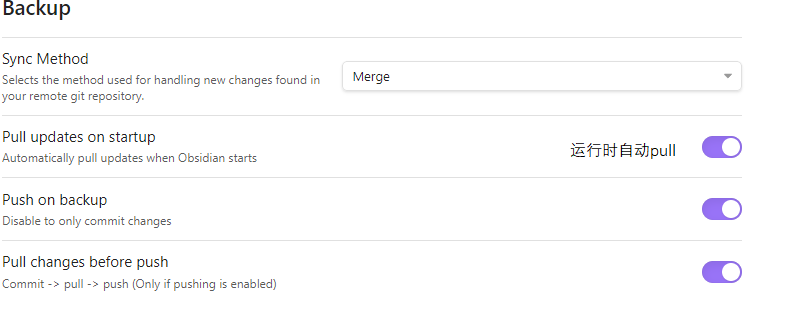 Backup
Sync Method
Selects the method used for handling new changes found in
your remote git repository.
Merge
Pull updates on startup
Automatically pull updates when Obsidian starts
运行时自动pull
Push on backup
Disable to only commit changes
Pull changes before push
Commit -> pull -> push (Only if pushing is enabled)